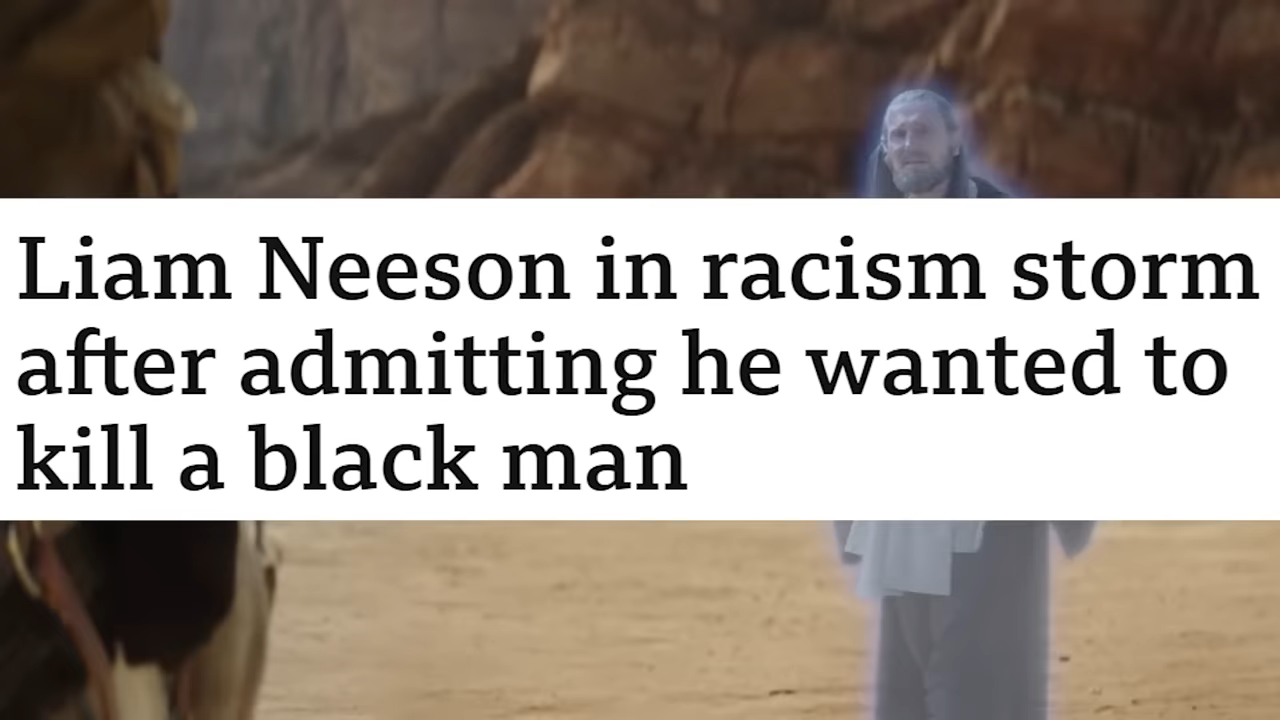 Liam Neeson in racism storm
after admitting he wanted to
kill a black man